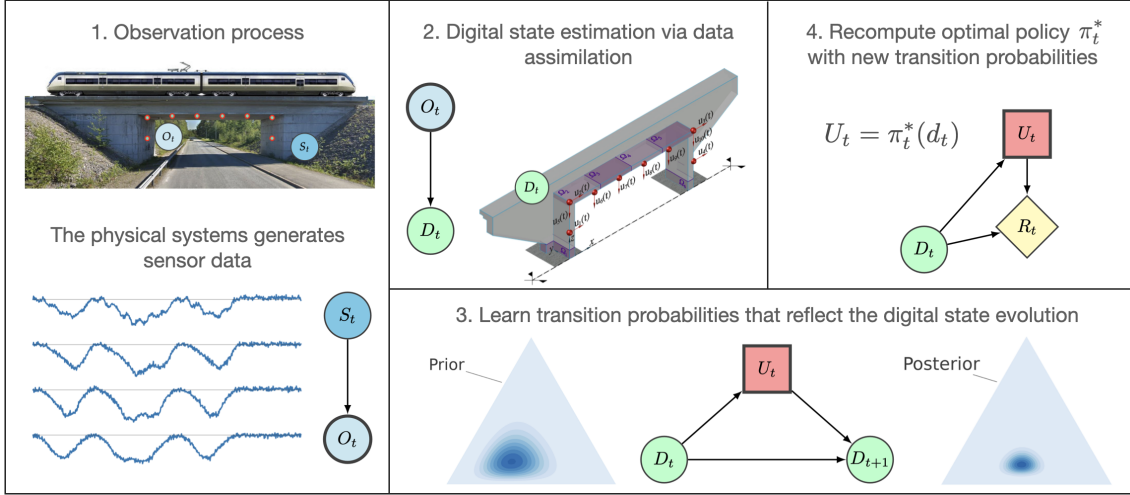 1. Observation process
O_t
S_t
The physical systems generates
sensor data
S_t
O_t
2. Digital state estimation via data
assimilation
O_t
D_t
D_t
x
4. Recompute optimal policy π_t^*
with new transition probabilities
U_t = π_t^*(d_t)
U_t
R_t
D_t
3. Learn transition probabilities that reflect the digital state evolution
Prior
U_t
D_t
D_{t+1}
Posterior